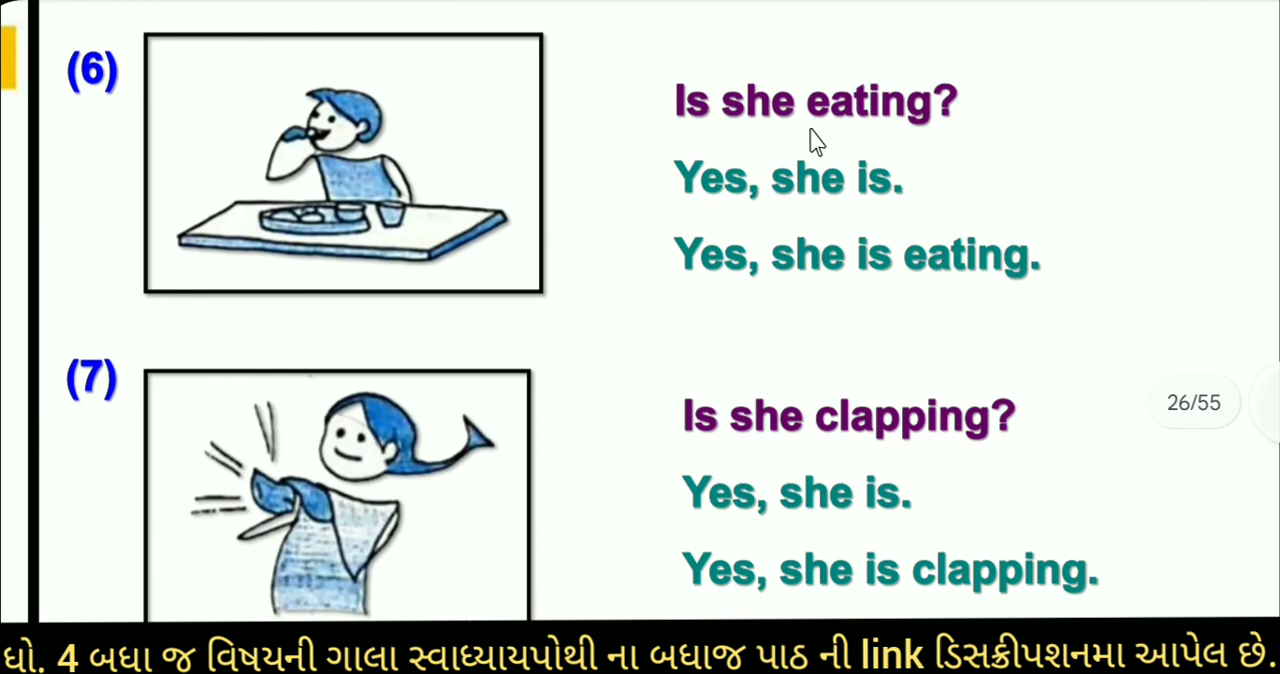 (6)
Is she eating?
Yes, she is.
Yes, she is eating.
(7)
Is she clapping?
Yes, she is.
Yes, she is clapping.
26/55
ધો. 4 બધા જ વિષયની ગાલા સ્વાધ્યાયપોથી ના બધાજ પાઠ ની link ડિસક્રીપશનમા આપેલ છે.